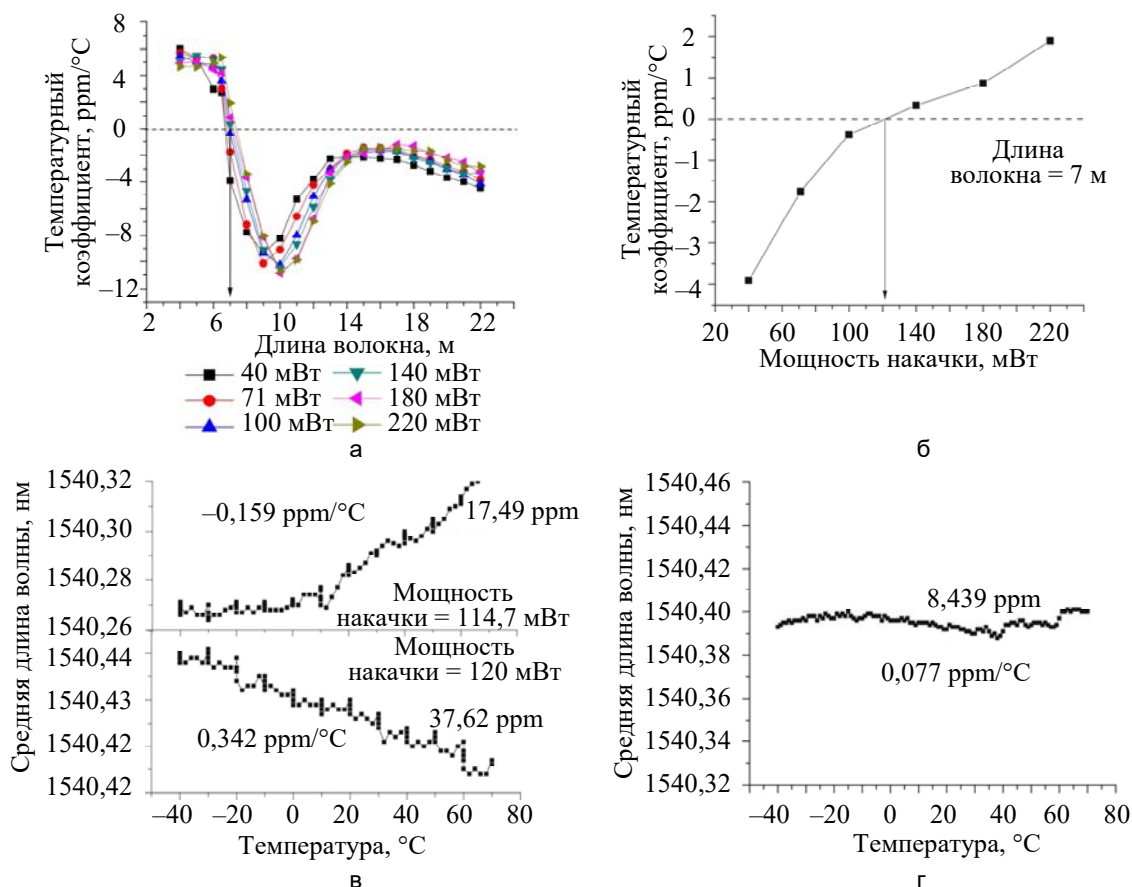 8
4
0
–4
–8
–12
Температурный
коэффициент, ppm/°C
2 6 10 14 18 22
Длина волокна, м
40 мВт 140 мВт
71 мВт 180 мВт
100 мВт 220 мВт
а
2
1
0
–1
–2
–3
–4
Температурный
коэффициент, ppm/°C
Длина
волокна = 7 м
20 60 100 140 180 220
Мощность накачки, мВт
б
Средняя длина волны, нм
1540,32
1540,30
1540,28
1540,26
1540,44
1540,43
1540,42
1540,42
–0,159 ppm/°C
17,49 ppm
Мощность
накачки = 114,7 мВт
Мощность
накачки = 120 мВт
37,62 ppm
0,342 ppm/°C
–40 –20 0 20 40 60 80
Температура, °C
в
Средняя длина волны, нм
1540,46
1540,44
1540,43
1540,40
1540,39
1540,36
1540,34
1540,32
8,439 ppm
0,077 ppm/°C
–40 –20 0 20 40 60 80
Температура, °C
г